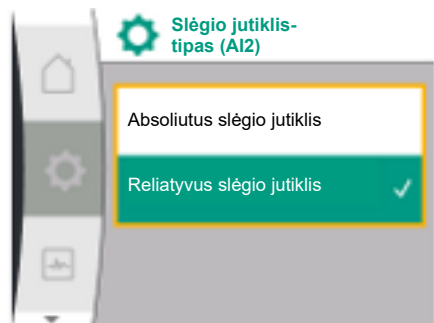 Slėgio jutiklis-
tipas (AI2)
Absoliutus slėgio jutiklis
Reliatyvus slėgio jutiklis